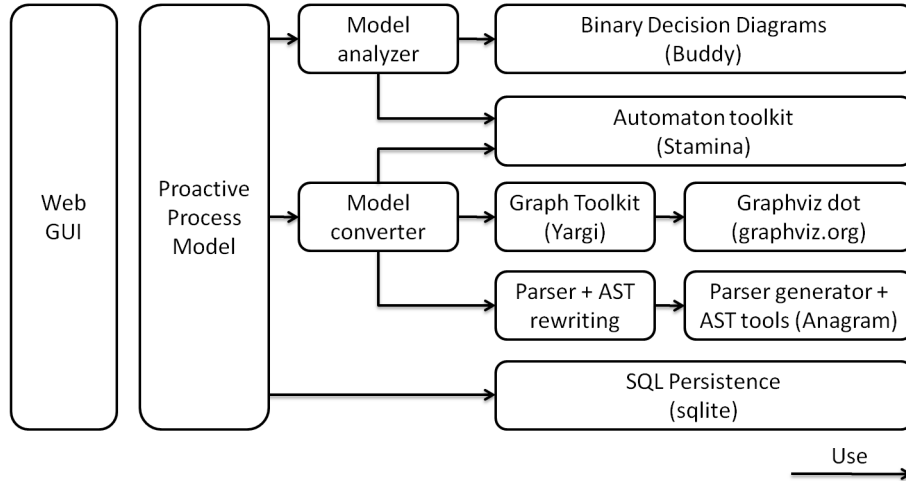 Web
GUI
Proactive
Process
Model
Model
analyzer
Binary Decision Diagrams
(Buddy)
Automaton toolkit
(Stamina)
Model
converter
Graph Toolkit
(Yargi)
Graphviz dot
(graphviz.org)
Parser + AST
rewriting
Parser generator +
AST tools (Anagram)
SQL Persistence
(sqlite)
Use